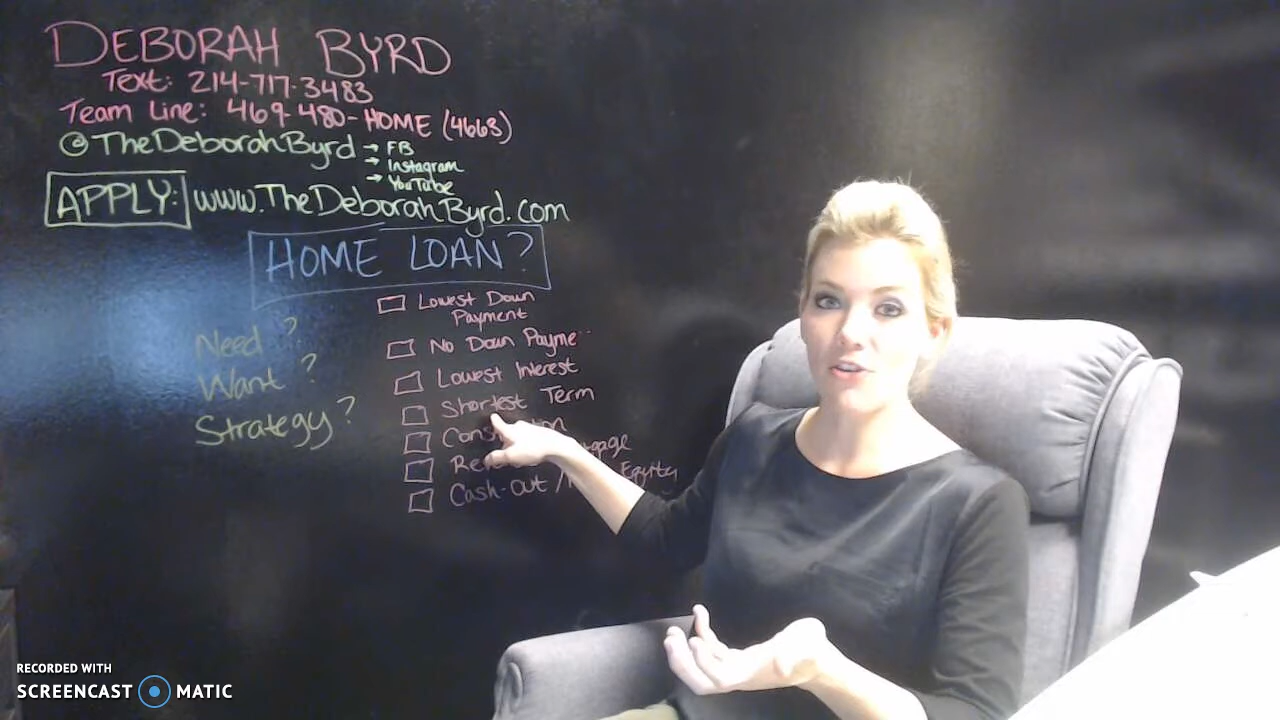 DEBORAH BYRD
Text: 214-717-3483
Team Line: 469-480-HOME (4663)
@TheDeborahByrd → FB
→ Instagram
→ YouTube
APPLY: www.TheDeborahByrd.com
HOME LOAN?
Need?
Want?
Strategy?
Lowest Down
Payment
No Down Payme
Lowest Interest
Shortest Term
Cash-out / Equity
RECORDED WITH
SCREENCAST MATIC